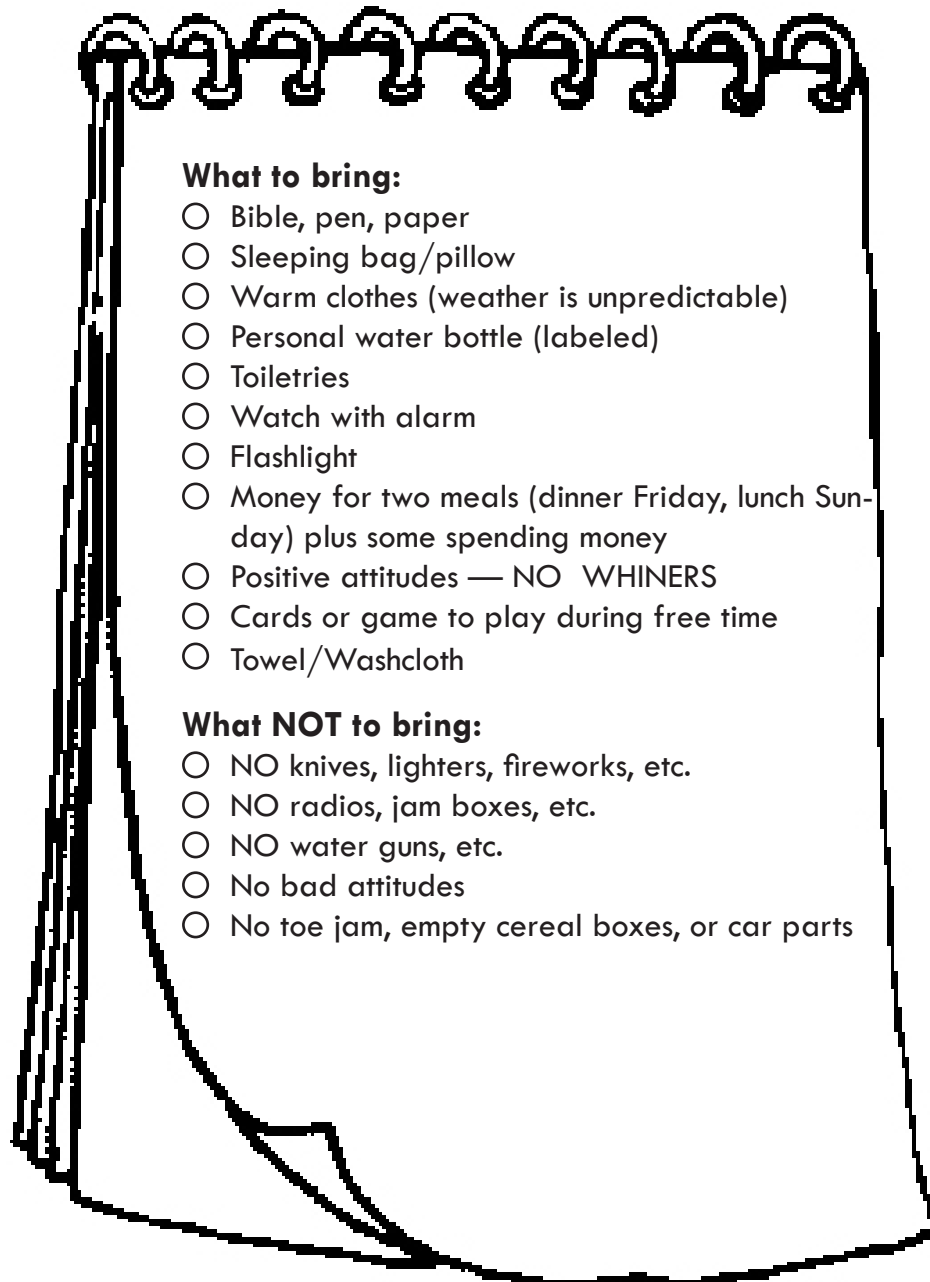 What to bring:
○ Bible, pen, paper
○ Sleeping bag/pillow
○ Warm clothes (weather is unpredictable)
○ Personal water bottle (labeled)
○ Toiletries
○ Watch with alarm
○ Flashlight
○ Money for two meals (dinner Friday, lunch Sun-
day) plus some spending money
○ Positive attitudes — NO WHINERS
○ Cards or game to play during free time
○ Towel/Washcloth
What NOT to bring:
○ NO knives, lighters, fireworks, etc.
○ NO radios, jam boxes, etc.
○ NO water guns, etc.
○ No bad attitudes
○ No toe jam, empty cereal boxes, or car parts